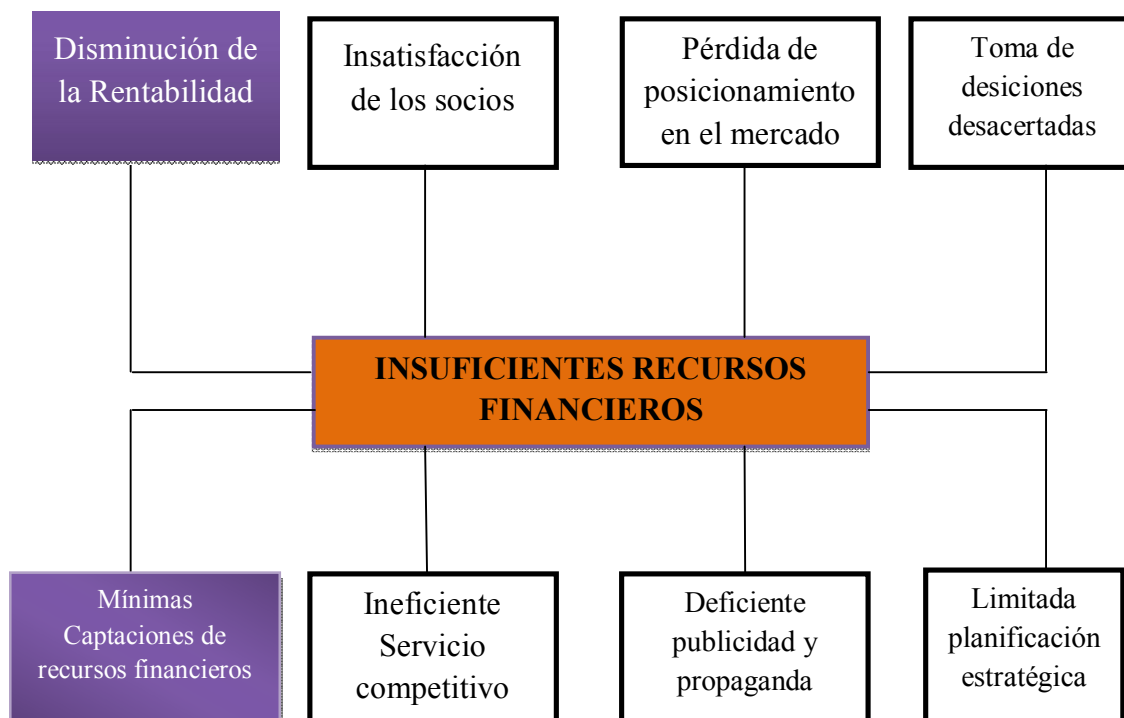 Disminución de
la Rentabilidad
Insatisfacción
de los socios
Pérdida de
posicionamiento
en el mercado
Toma de
desiciones
desacertadas
INSUFICIENTES RECURSOS
FINANCIEROS
Mínimas
Captaciones de
recursos financieros
Ineficiente
Servicio
competitivo
Deficiente
publicidad y
propaganda
Limitada
planificación
estratégica